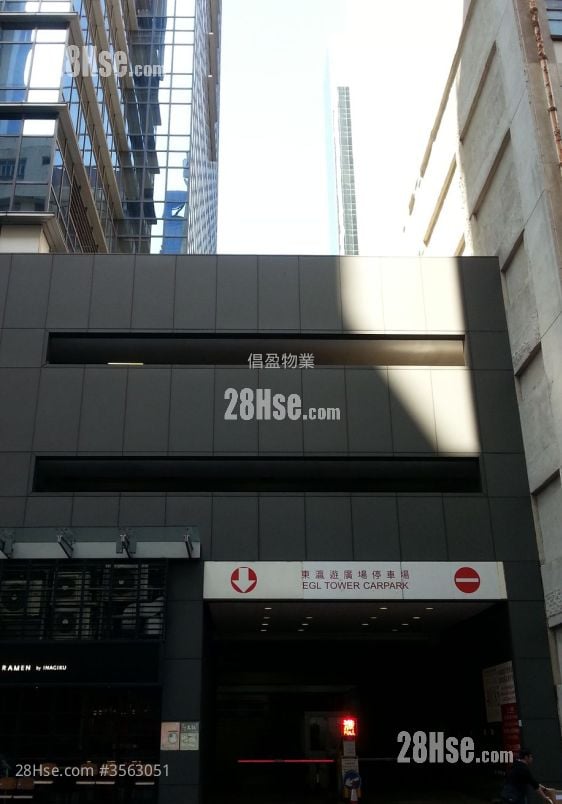 28Hse.com
倡盈物業
28Hse.com
東瀛遊廣場停車場
EGL TOWER CARPARK
RAMEN by INAGIKU
28Hse.com
28Hse.com #3563051